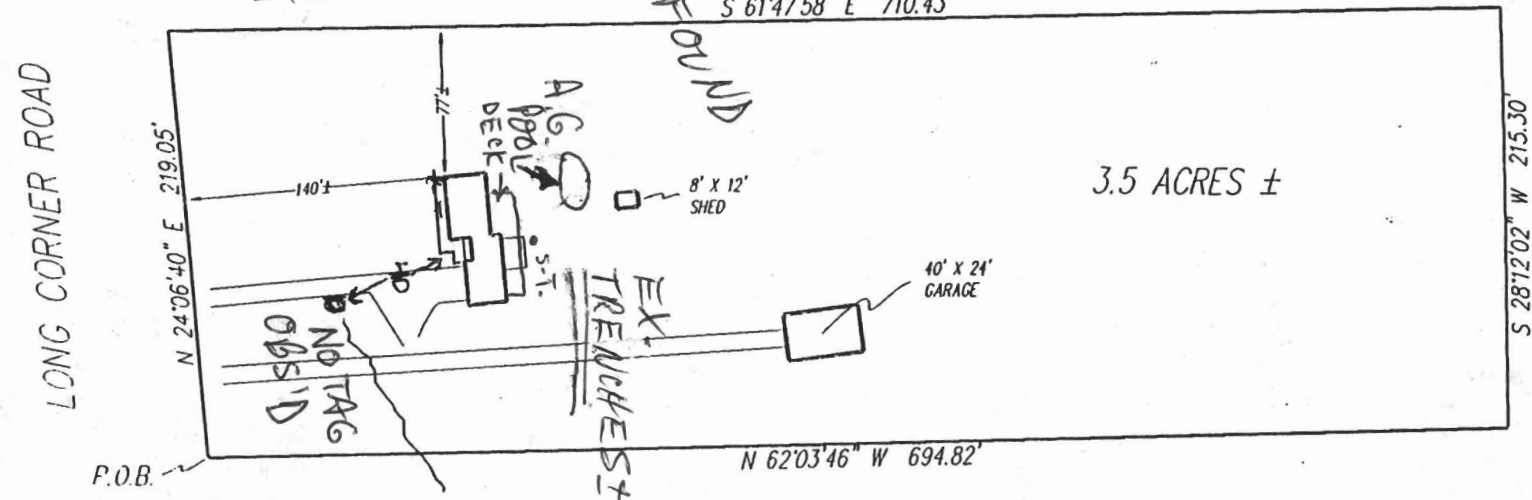 S 61°47'58" E 710.43'
FOUND
LONG CORNER ROAD
N 24°06'40" E 219.05'
77'±
140'±
A.G.
POOL
DECK
8' X 12'
SHED
3.5 ACRES ±
S 28°12'02" W 215.30'
S.T.
EX.
TRENCHES ±
40' X 24'
GARAGE
NO TAG
OBS'D
N 62°03'46" W 694.82'
P.O.B.